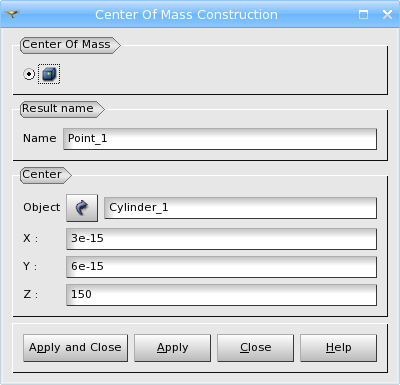 Center Of Mass Construction
Center Of Mass
Result name
Name Point_1
Center
Object Cylinder_1
X : 3e-15
Y : 6e-15
Z : 150
Apply and Close Apply Close Help